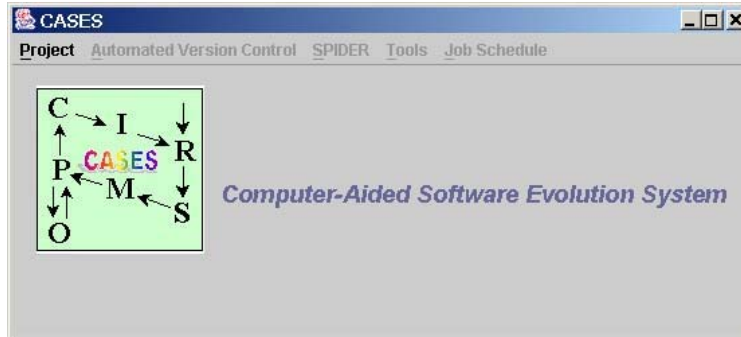 CASES
Project Automated Version Control SPIDER Tools Job Schedule
C
I
R
P
CASES
M
S
O
Computer-Aided Software Evolution System